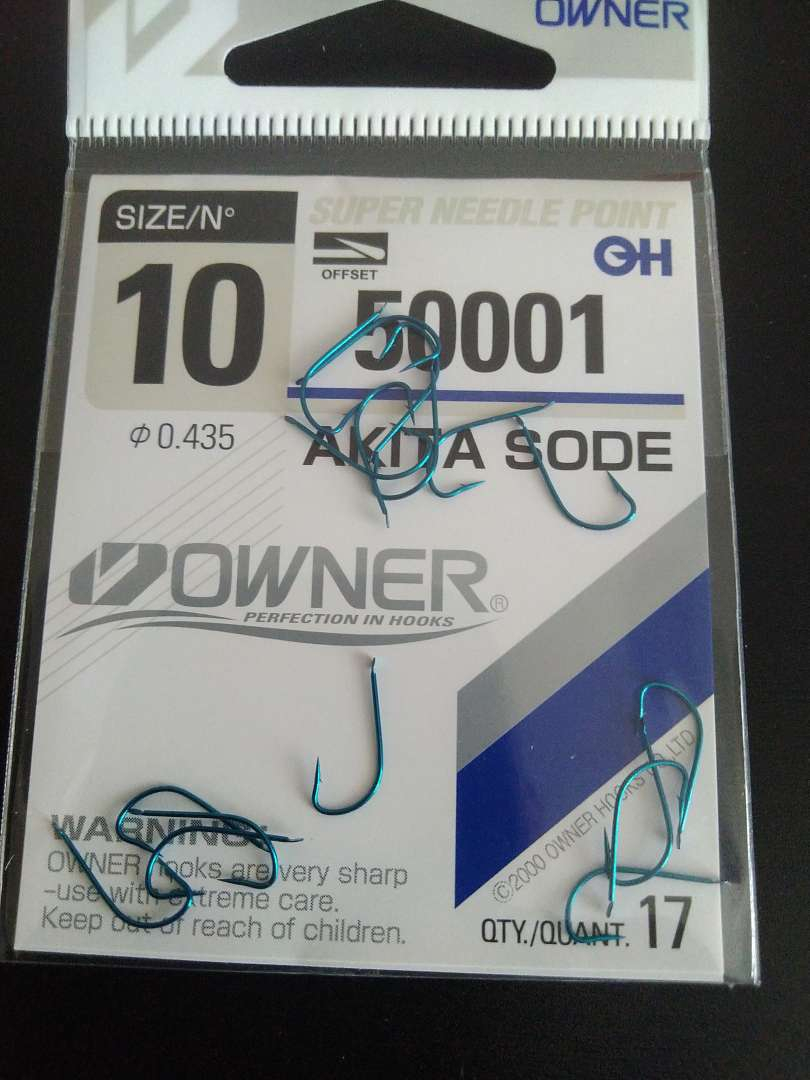 OWNER
SIZE/N°
10
SUPER NEEDLE POINT
OFFSET
OH
50001
φ 0.435
AKITA SODE
OWNER®
PERFECTION IN HOOKS
WARNING
OWNER hooks are very sharp
-use with extreme care.
Keep out of reach of children.
©2000 OWNER HOOKS CO. LTD
QTY./QUANT. 17